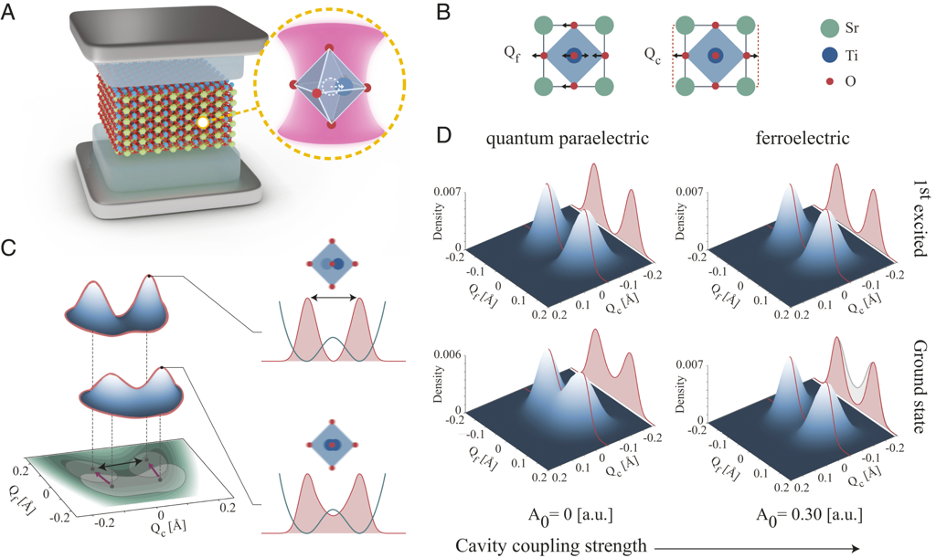 A
B
Q_f
Q_c
Sr
Ti
O
C
0.2
0
-0.2
Q_f [Å]
-0.2
0
0.2
Q_c [Å]
D
quantum paraelectric
ferroelectric
0.007
Density
0
-0.2
-0.1
0
0.1
0.2
Q_f [Å]
0.2
0.1
0
-0.1
-0.2
Q_c [Å]
0.007
Density
0
-0.2
-0.1
0
0.1
0.2
Q_f [Å]
0.2
0.1
0
-0.1
-0.2
Q_c [Å]
1st excited
0.006
Density
0
-0.2
-0.1
0
0.1
0.2
Q_f [Å]
0.2
0.1
0
-0.1
-0.2
Q_c [Å]
0.007
Density
0
-0.2
-0.1
0
0.1
0.2
Q_f [Å]
0.2
0.1
0
-0.1
-0.2
Q_c [Å]
Ground state
A0= 0 [a.u.]
A0= 0.30 [a.u.]
Cavity coupling strength